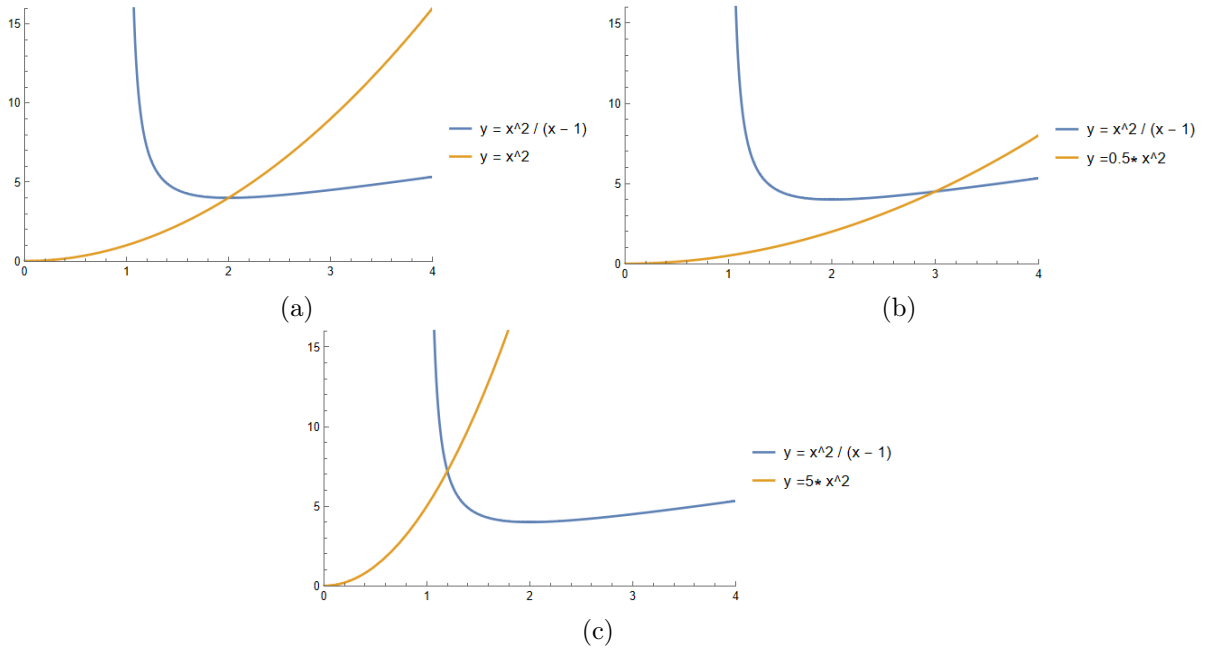 15
10
5
0
0 1 2 3 4
y = x^2 / (x − 1)
y = x^2
(a)
15
10
5
0
0 1 2 3 4
y = x^2 / (x − 1)
y =0.5* x^2
(b)
15
10
5
0
0 1 2 3 4
y = x^2 / (x − 1)
y =5* x^2
(c)